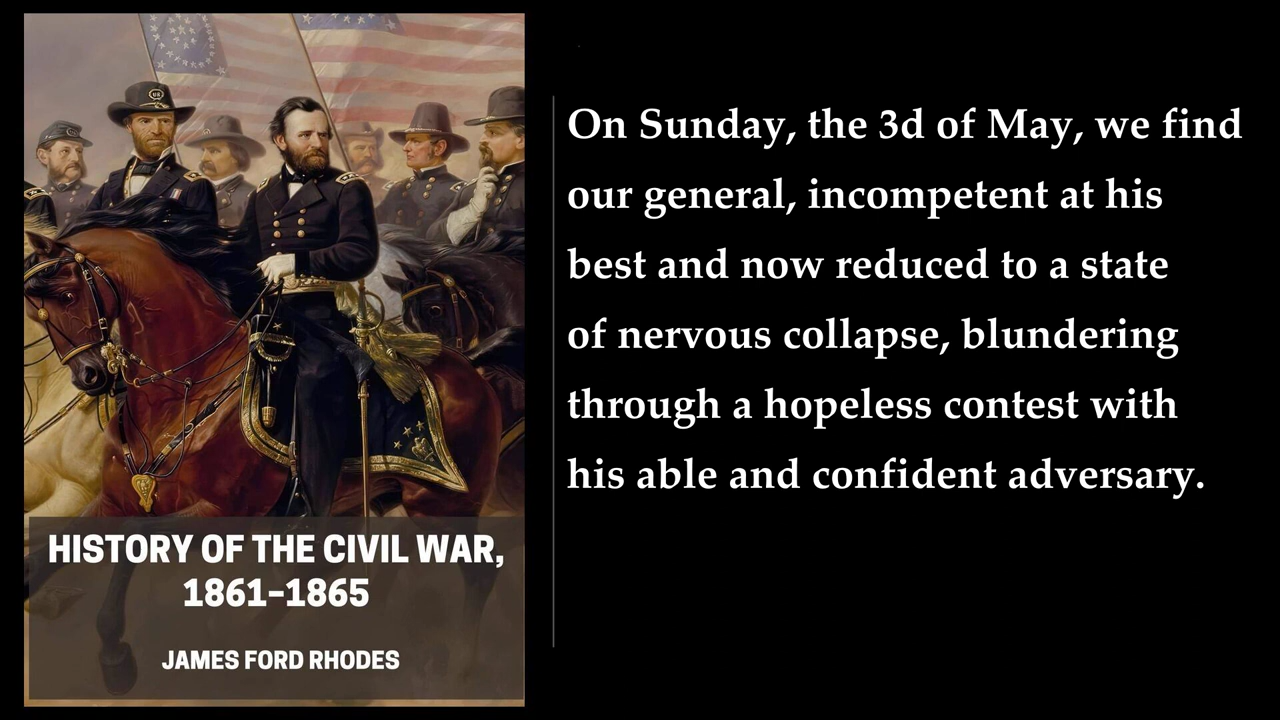 HISTORY OF THE CIVIL WAR,
1861–1865
JAMES FORD RHODES
On Sunday, the 3d of May, we find
our general, incompetent at his
best and now reduced to a state
of nervous collapse, blundering
through a hopeless contest with
his able and confident adversary.